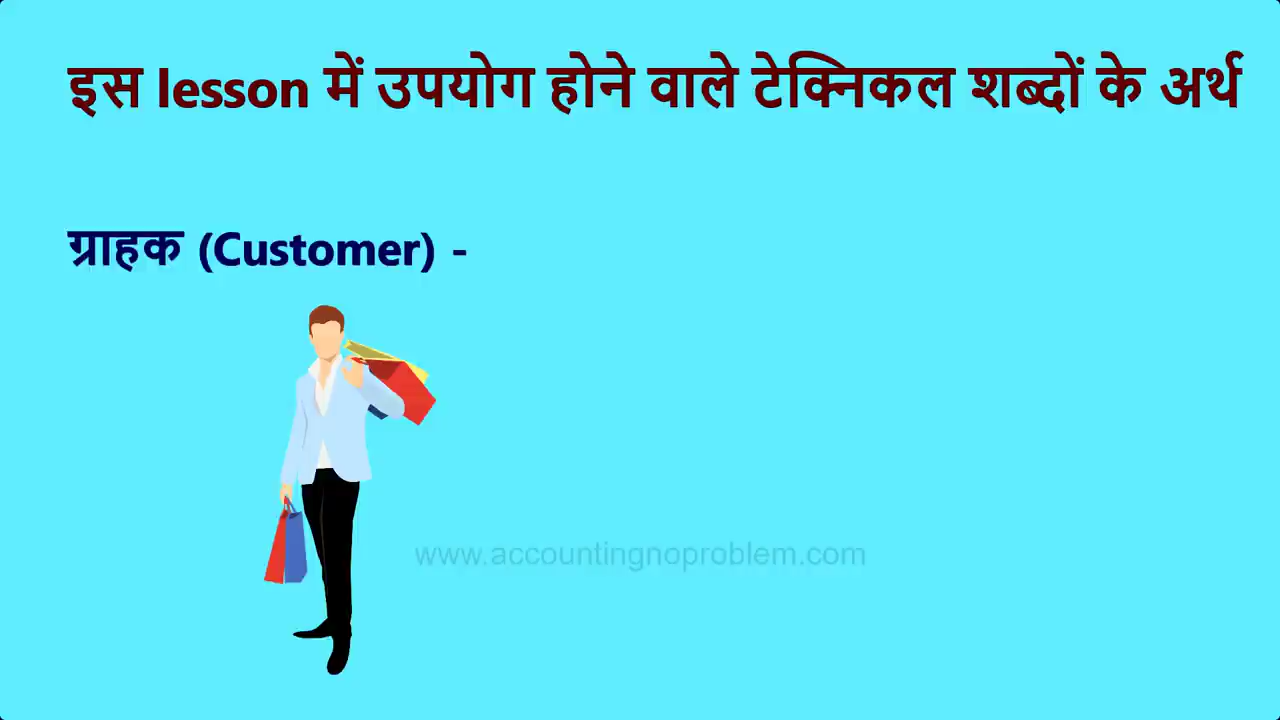 इस lesson में उपयोग होने वाले टेक्निकल शब्दों के अर्थ
ग्राहक (Customer) -
www.accountingnoproblem.com